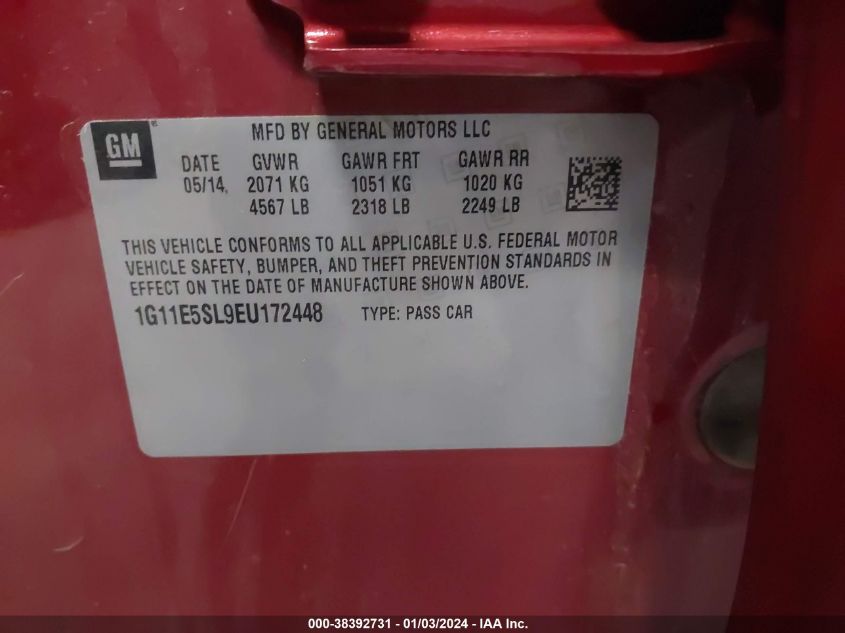 GM®
MFD BY GENERAL MOTORS LLC
DATE GVWR GAWR FRT GAWR RR
05/14, 2071 KG 1051 KG 1020 KG
4567 LB 2318 LB 2249 LB
THIS VEHICLE CONFORMS TO ALL APPLICABLE U.S. FEDERAL MOTOR
VEHICLE SAFETY, BUMPER, AND THEFT PREVENTION STANDARDS IN
EFFECT ON THE DATE OF MANUFACTURE SHOWN ABOVE.
1G11E5SL9EU172448 TYPE: PASS CAR
000-38392731 - 01/03/2024 - IAA Inc.